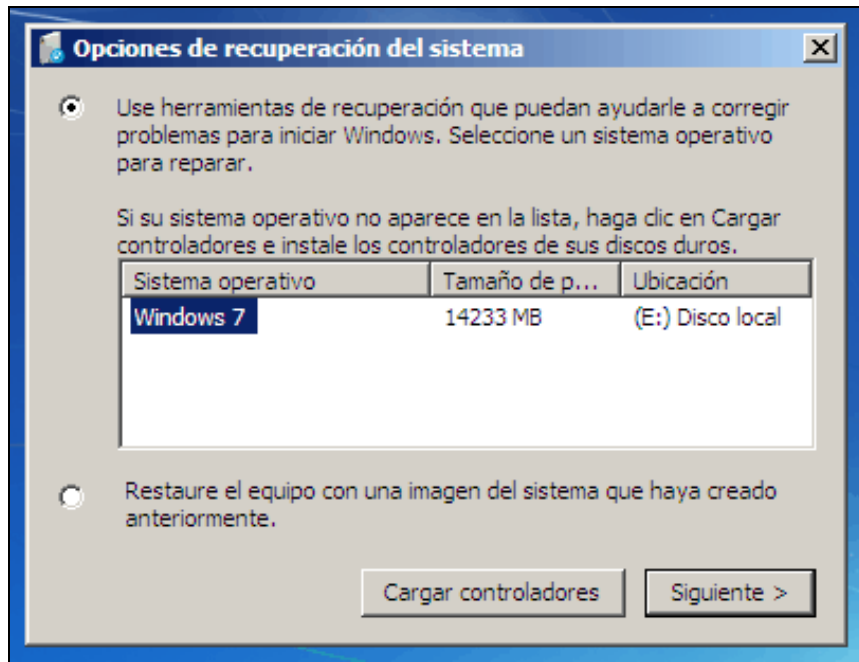 Opciones de recuperación del sistema
Use herramientas de recuperación que puedan ayudarle a corregir
problemas para iniciar Windows. Seleccione un sistema operativo
para reparar.
Si su sistema operativo no aparece en la lista, haga clic en Cargar
controladores e instale los controladores de sus discos duros.
Sistema operativo Tamaño de p... Ubicación
Windows 7 14233 MB (E:) Disco local
Restaure el equipo con una imagen del sistema que haya creado
anteriormente.
Cargar controladores Siguiente >